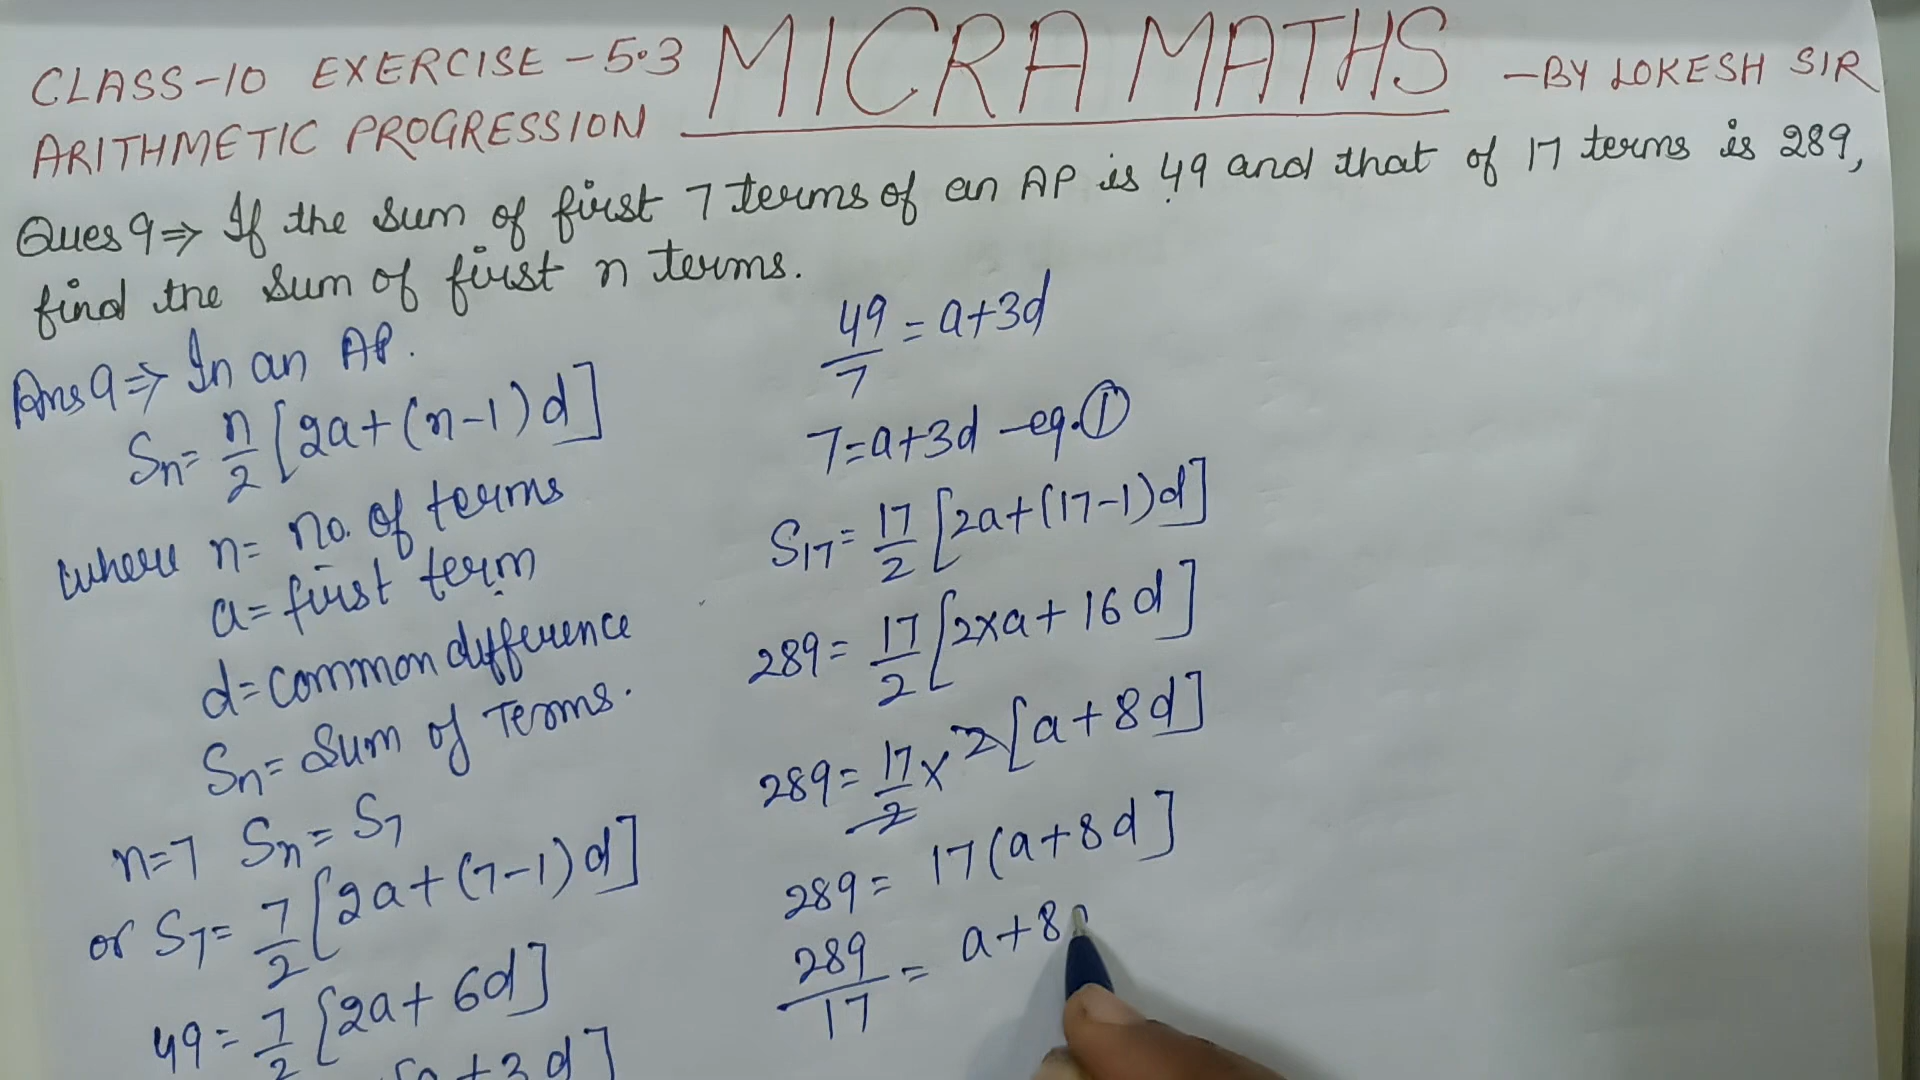 CLASS-10 EXERCISE-5.3
ARITHMETIC PROGRESSION
MICRA MATHS
-BY LOKESH SIR
Ques 9⇒ If the sum of first 7 terms of an AP is 49 and that of 17 terms is 289,
find the sum of first n terms.
Ans 9⇒ In an AP.
Sn = n/2 [2a+(n-1)d]
where n = no. of terms
a = first term
d = common difference
Sn = Sum of Terms.
n=7 Sn = S7
or S7 = 7/2 [2a+(7-1)d]
49 = 7/2 [2a+6d]
[a+3d]
49/7 = a+3d
7=a+3d -eq.①
S17 = 17/2 [2a+(17-1)d]
289 = 17/2 [2×a+16d]
289 = 17/2 × 2 [a+8d]
289 = 17(a+8d]
289/17 = a+8